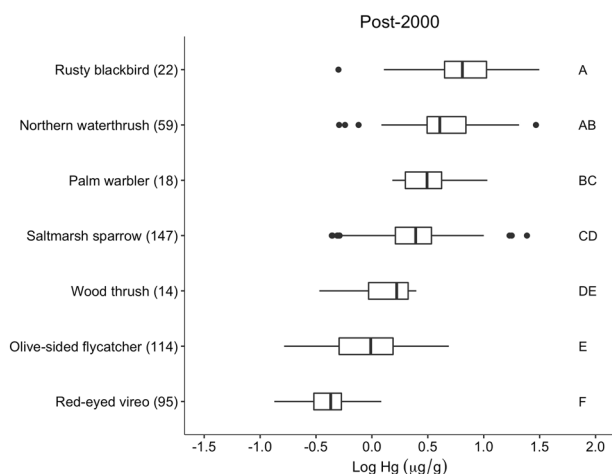 Post-2000
Rusty blackbird (22) A
Northern waterthrush (59) AB
Palm warbler (18) BC
Saltmarsh sparrow (147) CD
Wood thrush (14) DE
Olive-sided flycatcher (114) E
Red-eyed vireo (95) F
-1.5 -1.0 -0.5 0.0 0.5 1.0 1.5 2.0
Log Hg (μg/g)